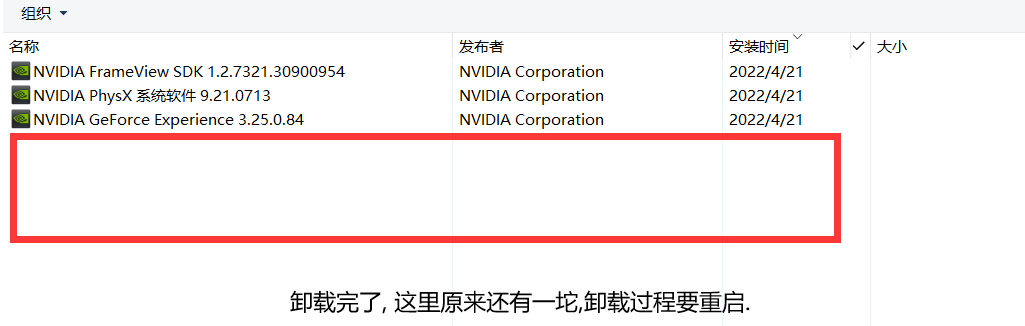 组织
名称 发布者 安装时间 大小
NVIDIA FrameView SDK 1.2.7321.30900954 NVIDIA Corporation 2022/4/21
NVIDIA PhysX 系统软件 9.21.0713 NVIDIA Corporation 2022/4/21
NVIDIA GeForce Experience 3.25.0.84 NVIDIA Corporation 2022/4/21
卸载完了, 这里原来还有一坨,卸载过程要重启.